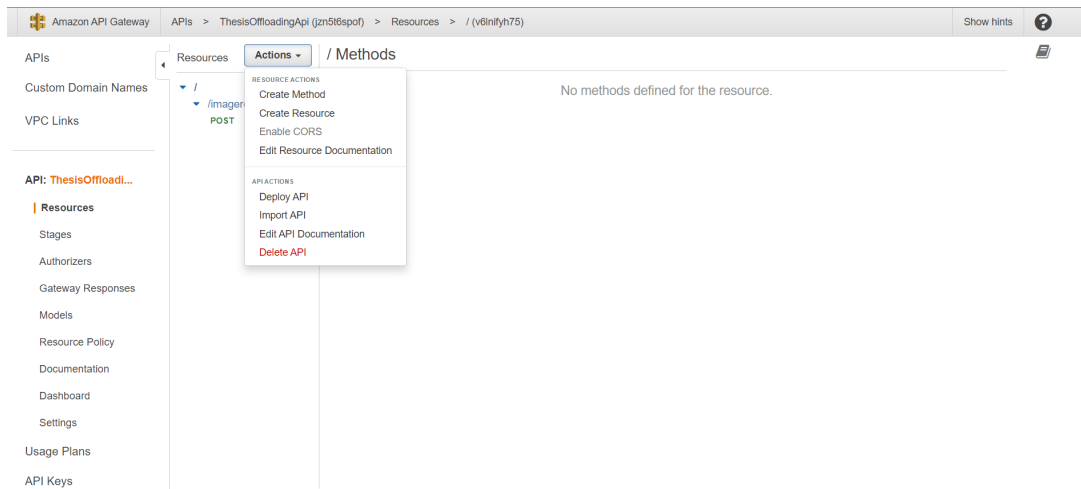 Amazon API Gateway
APIs > ThesisOffloadingApi (jzn5t6spof) > Resources > / (v6lnifyh75)
Show hints
?
APIs
Custom Domain Names
VPC Links
API: ThesisOffloadi...
Resources
Stages
Authorizers
Gateway Responses
Models
Resource Policy
Documentation
Dashboard
Settings
Usage Plans
API Keys
Resources
Actions
/
/imager
POST
RESOURCE ACTIONS
Create Method
Create Resource
Enable CORS
Edit Resource Documentation
API ACTIONS
Deploy API
Import API
Edit API Documentation
Delete API
/ Methods
No methods defined for the resource.